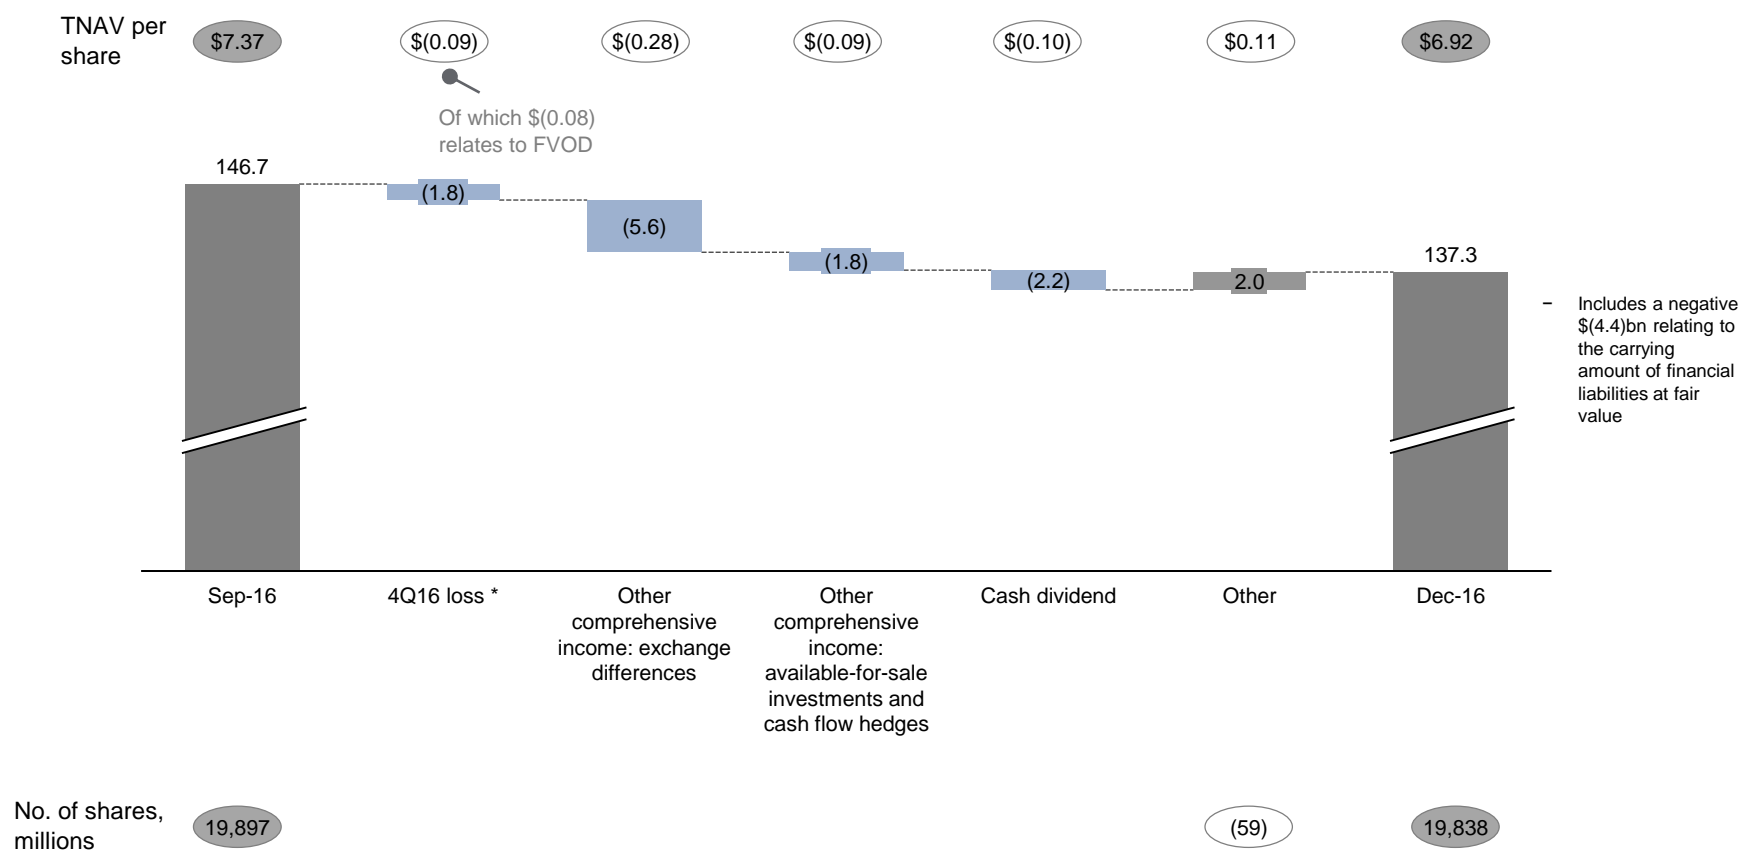 TNAV per
share
$7.37
$(0.09)
$(0.28)
$(0.09)
$(0.10)
$0.11
$6.92
Of which $(0.08)
relates to FVOD
146.7
(1.8)
(5.6)
(1.8)
(2.2)
2.0
137.3
– Includes a negative
$(4.4)bn relating to
the carrying
amount of financial
liabilities at fair
value
Sep-16
4Q16 loss *
Other
comprehensive
income: exchange
differences
Other
comprehensive
income:
available-for-sale
investments and
cash flow hedges
Cash dividend
Other
Dec-16
No. of shares,
millions
19,897
(59)
19,838